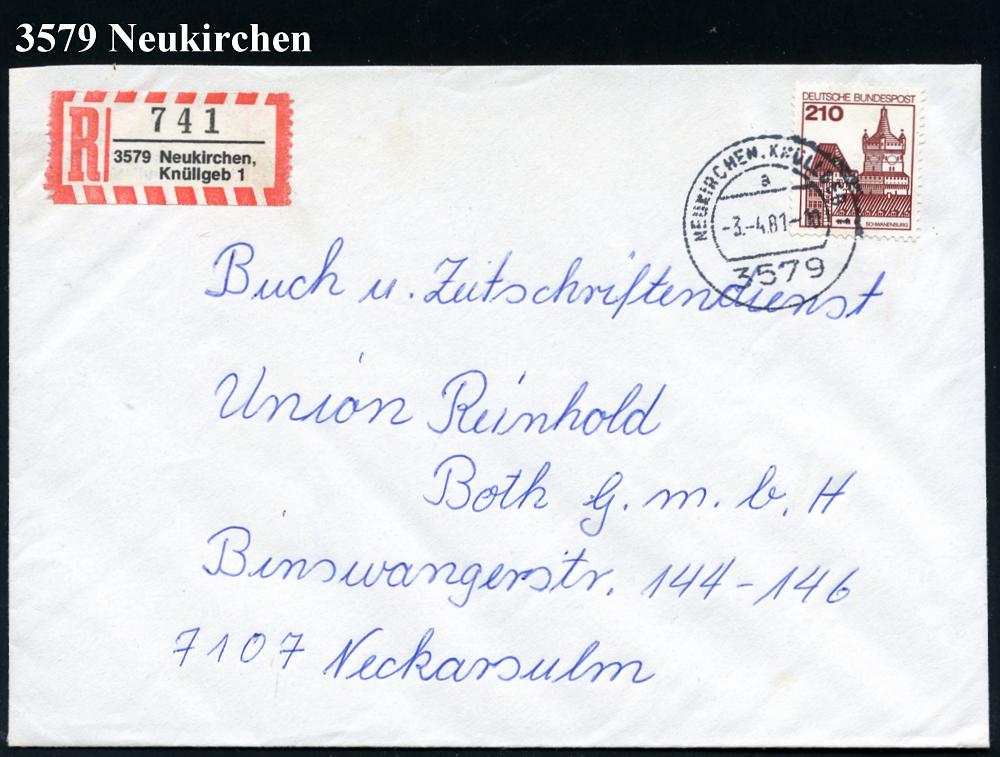 3579 Neukirchen
741
R
3579 Neukirchen,
Knüllgeb 1
DEUTSCHE BUNDESPOST
210
SCHWANENBURG
NEUKIRCHEN, KNÜLLGEB
a
-3.-4.81-10
3579
Buch u. Zeitschriftendienst
Union Reinhold
Both G. m. b. H
Binswangerstr. 144-146
7107 Neckarsulm